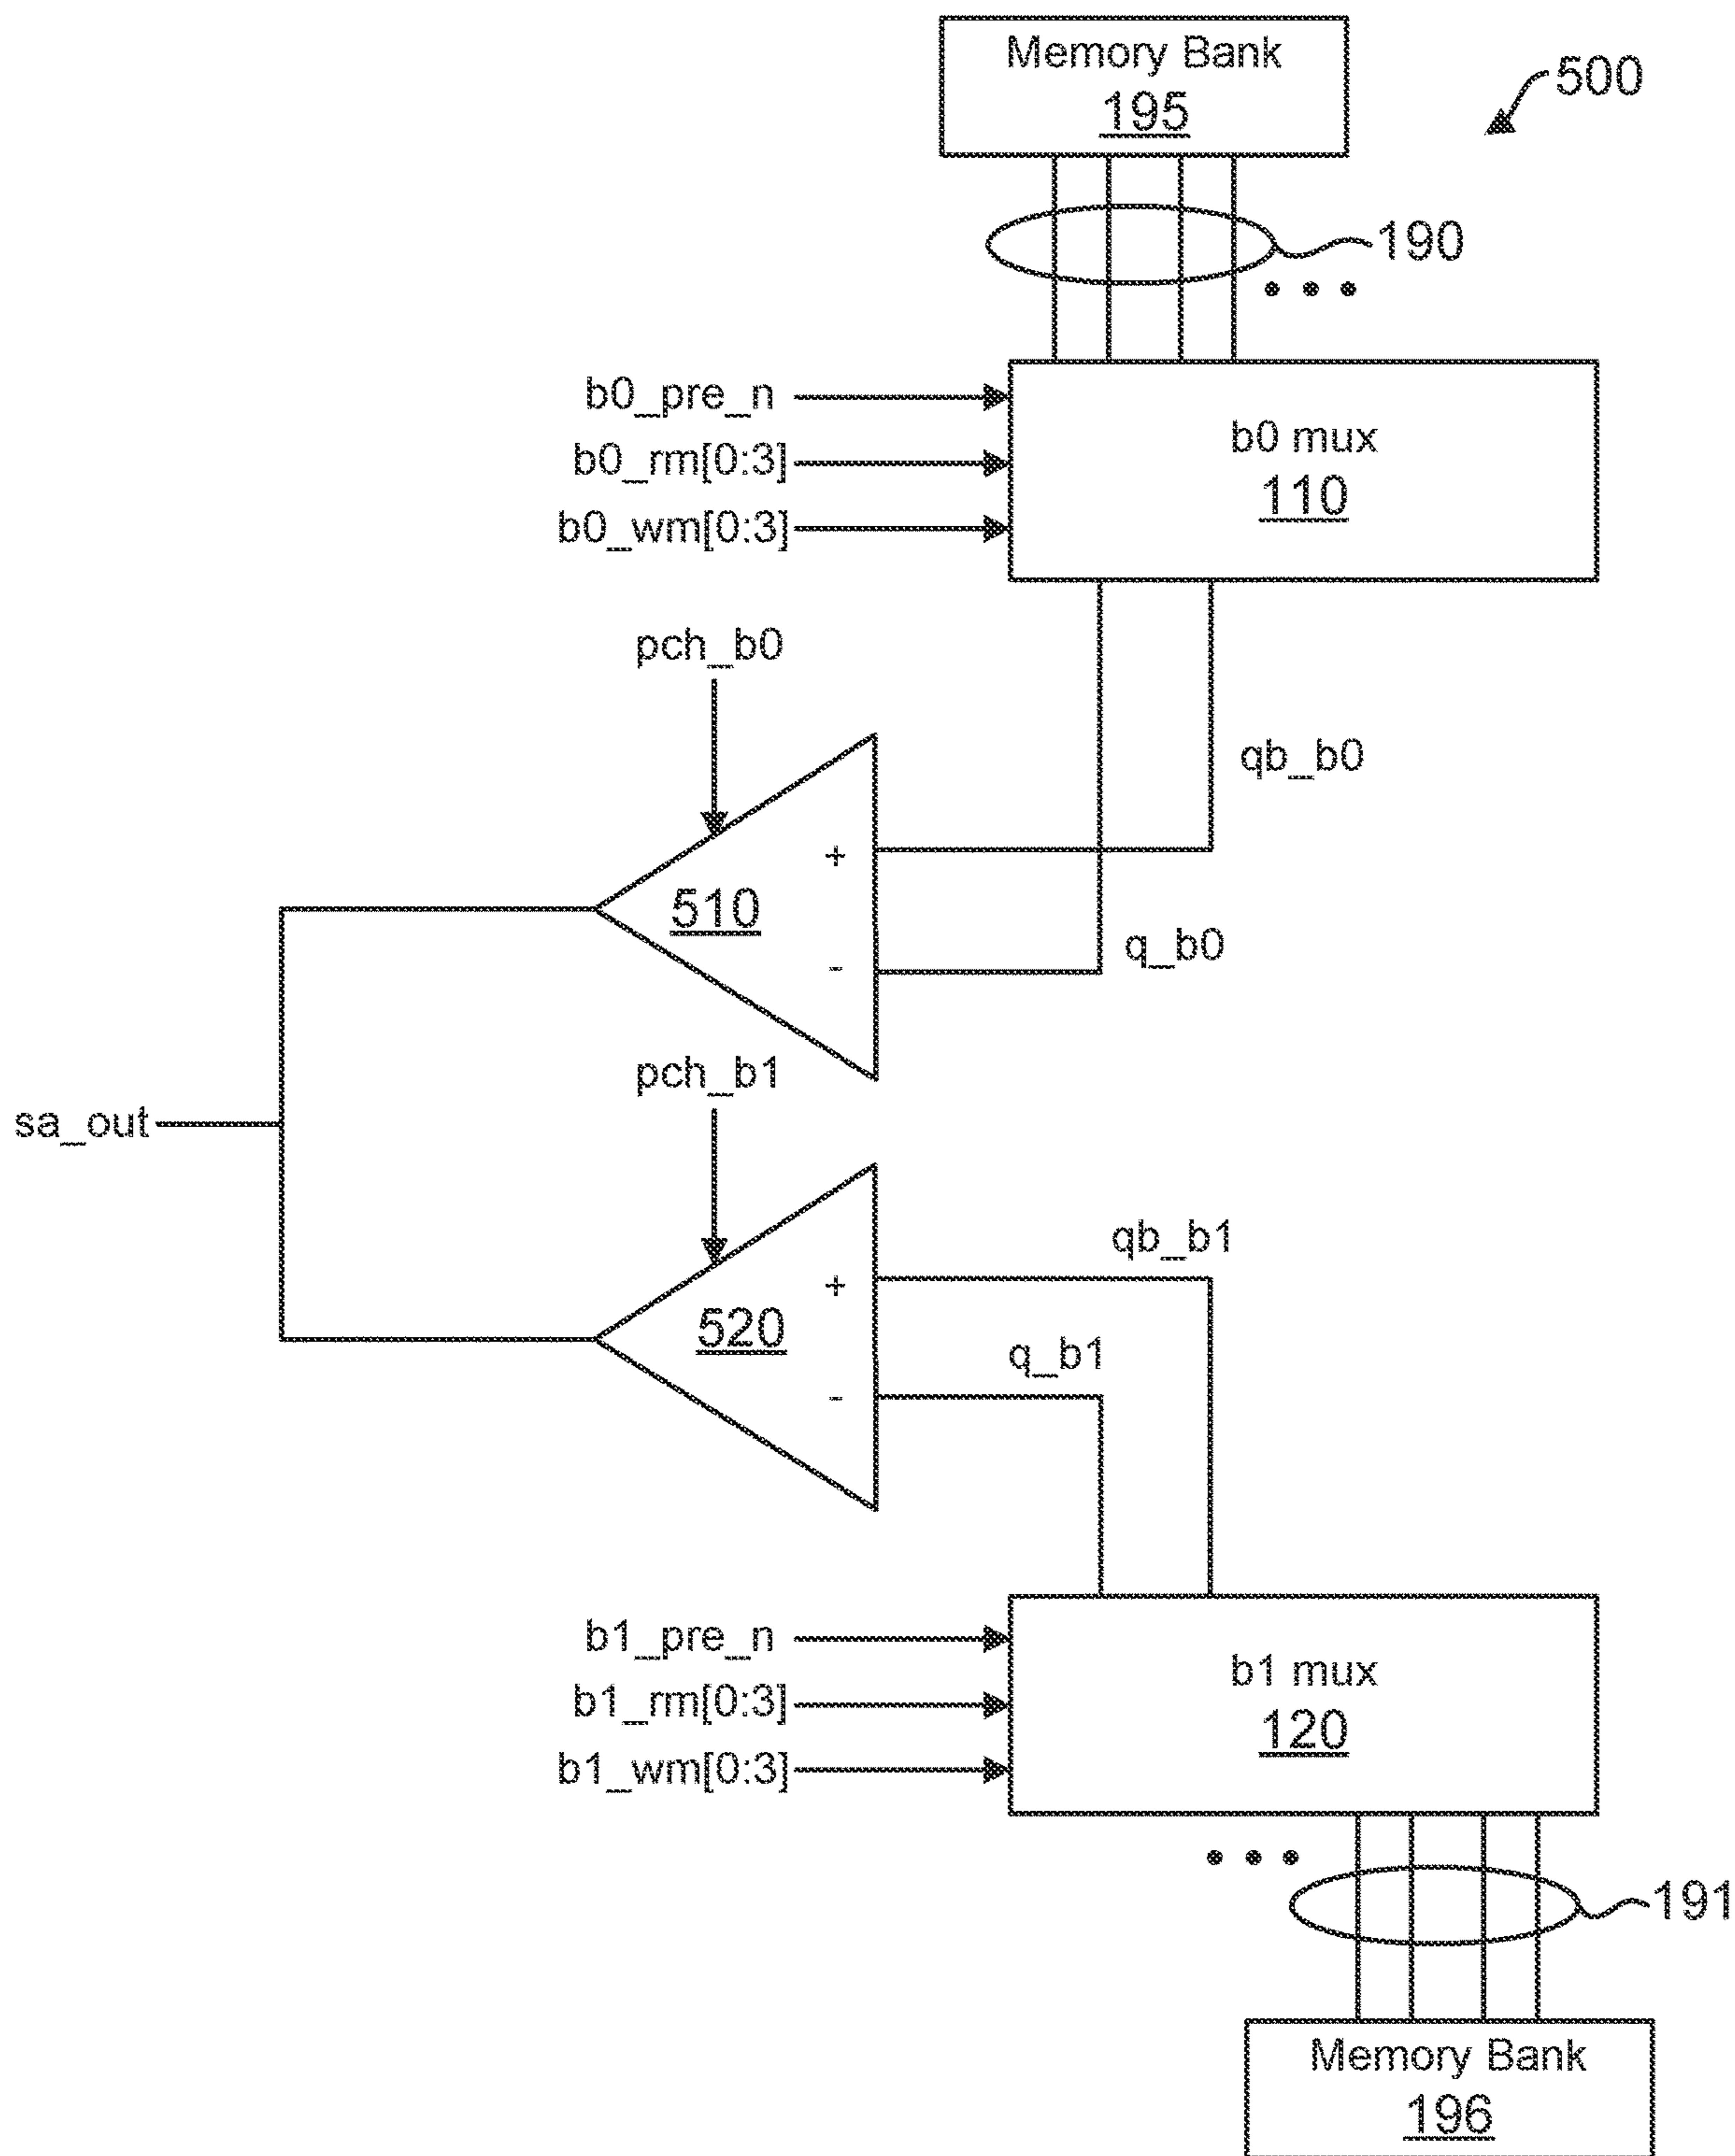 Memory Bank
195
500
190
b0_pre_n
b0_rm[0:3]
b0_wm[0:3]
b0 mux
110
pch_b0
qb_b0
+
510
-
q_b0
pch_b1
sa_out
qb_b1
+
520
-
q_b1
b1_pre_n
b1_rm[0:3]
b1_wm[0:3]
b1 mux
120
191
Memory Bank
196